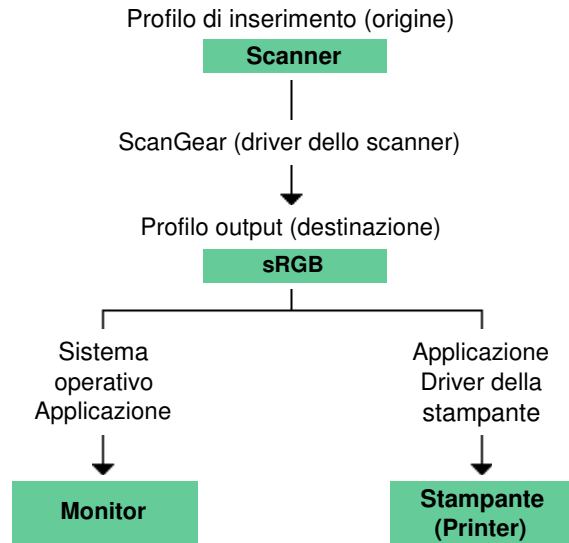 Profilo di inserimento (origine)
Scanner
ScanGear (driver dello scanner)
Profilo output (destinazione)
sRGB
Sistema
operativo
Applicazione
Applicazione
Driver della
stampante
Monitor
Stampante
(Printer)